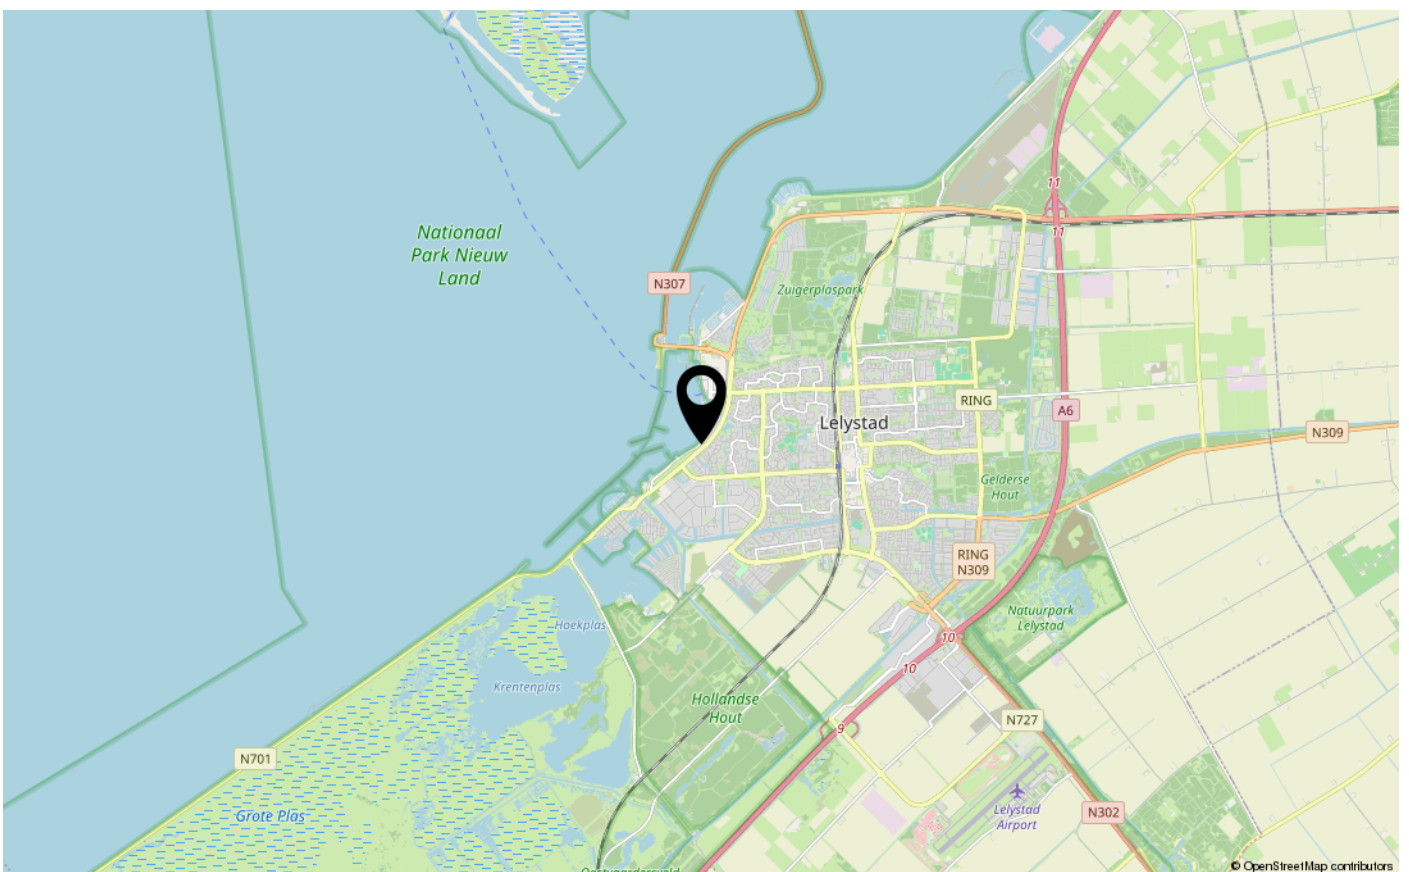 11
11
Nationaal
Park Nieuw
Land
N307
Zuigerplaspark
RING
A6
Lelystad
N309
Gelderse
Hout
RING
N309
Natuurpark
Lelystad
Hoekplas
10
10
Krentenplas
Hollandse
Hout
N727
9
N701
Lelystad
Airport
N302
Grote Plas
© OpenStreetMap contributors